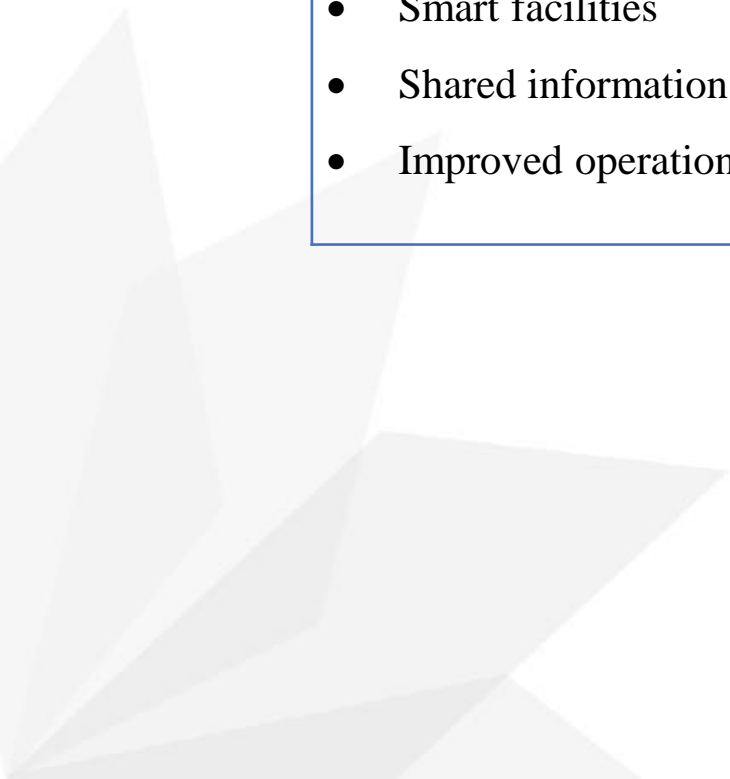 • Smart facilities
• Shared information
• Improved operation